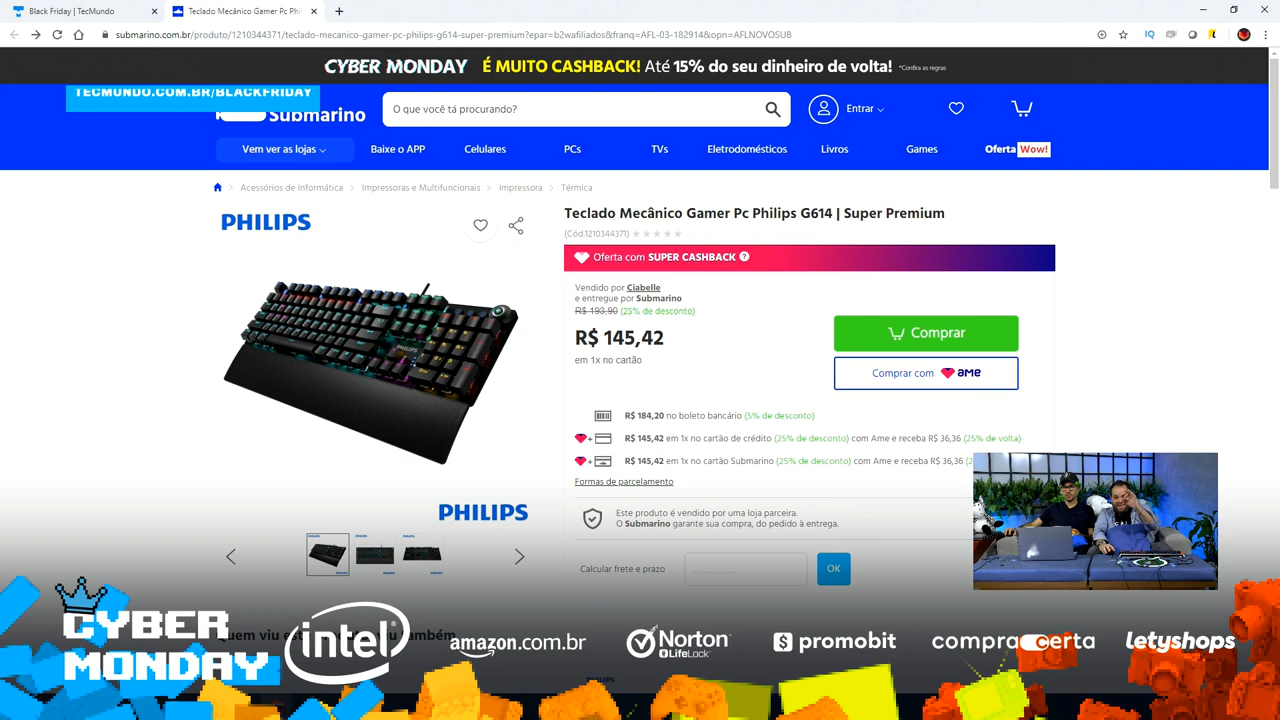 Black Friday | TecMundo
Teclado Mecânico Gamer Pc Phi
submarino.com.br/produto/1210344371/teclado-mecanico-gamer-pc-philips-g614-super-premium?epar=b2wafiliados&franq=AFL-03-182914&opn=AFLNOVOSUB
CYBER MONDAY É MUITO CASHBACK! Até 15% do seu dinheiro de volta! *Confira as regras
TECMUNDO.COM.BR/BLACKFRIDAY
Submarino
O que você tá procurando?
Entrar
Vem ver as lojas
Baixe o APP
Celulares
PCs
TVs
Eletrodomésticos
Livros
Games
Oferta Wow!
Acessórios de Informática
Impressoras e Multifuncionais
Impressora
Térmica
PHILIPS
Teclado Mecânico Gamer Pc Philips G614 | Super Premium
(Cód.1210344371)
Oferta com SUPER CASHBACK ?
Vendido por Ciabelle
e entregue por Submarino
R$ 193,90 (25% de desconto)
R$ 145,42
em 1x no cartão
Comprar
Comprar com ame
PHILIPS
R$ 184,20 no boleto bancário (5% de desconto)
R$ 145,42 em 1x no cartão de crédito (25% de desconto) com Ame e receba R$ 36,36 (25% de volta)
R$ 145,42 em 1x no cartão Submarino (25% de desconto) com Ame e receba R$ 36,36 (2
Formas de parcelamento
PHILIPS
Este produto é vendido por uma loja parceira.
O Submarino garante sua compra, do pedido à entrega.
Calcular frete e prazo
OK
CYBER
MONDAY
Quem viu
também
intel
amazon.com.br
Norton
LifeLock
promobit
compracerta
letyshops
PHILIPS